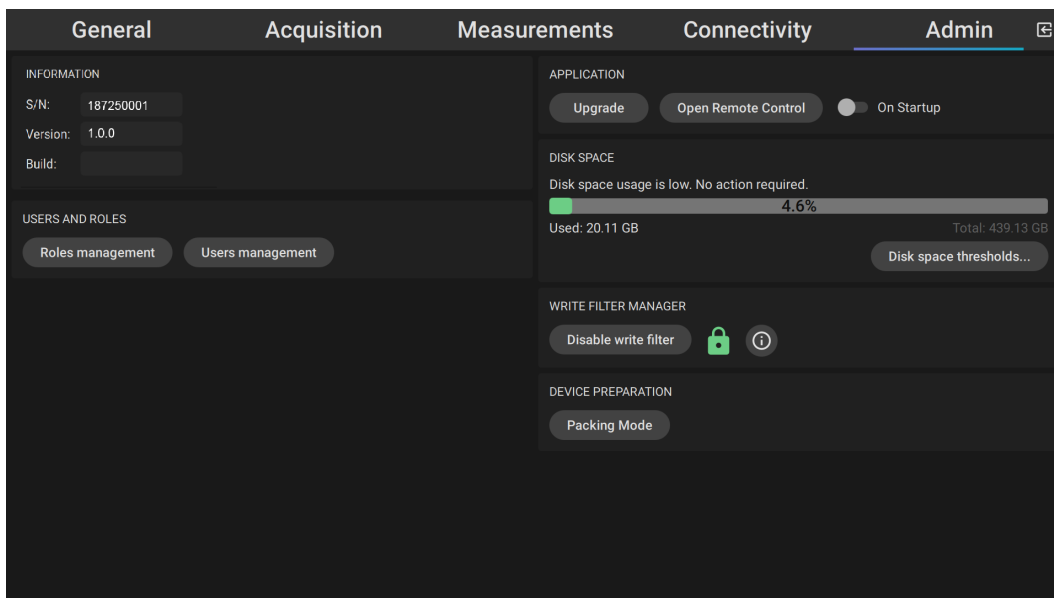 General Acquisition Measurements Connectivity Admin
INFORMATION
S/N: 187250001
Version: 1.0.0
Build:
USERS AND ROLES
Roles management Users management
APPLICATION
Upgrade Open Remote Control On Startup
DISK SPACE
Disk space usage is low. No action required.
4.6%
Used: 20.11 GB Total: 439.13 GB
Disk space thresholds...
WRITE FILTER MANAGER
Disable write filter
DEVICE PREPARATION
Packing Mode